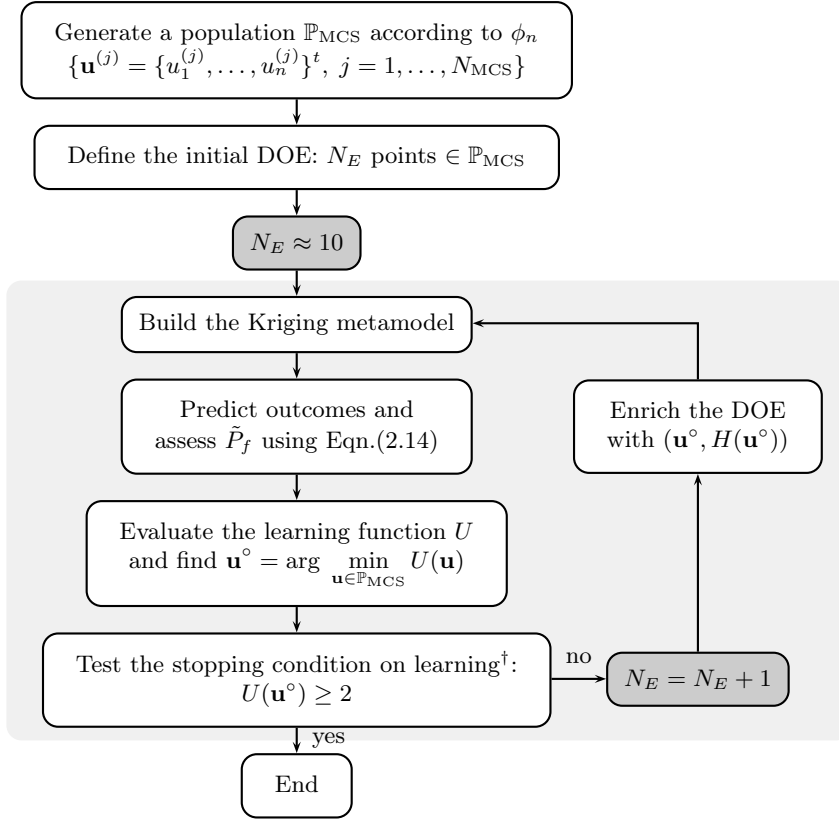 Generate a population ℙ_MCS according to ϕ_n
{𝐮^(j) = {u_1^(j), …, u_n^(j)}^t, j = 1, …, N_MCS}
Define the initial DOE: N_E points ∈ ℙ_MCS
N_E ≈ 10
Build the Kriging metamodel
Predict outcomes and
assess P̃_f using Eqn.(2.14)
Enrich the DOE
with (𝐮°, H(𝐮°))
Evaluate the learning function U
and find 𝐮° = arg min_{𝐮∈ℙ_MCS} U(𝐮)
Test the stopping condition on learning†:
U(𝐮°) ≥ 2
no
N_E = N_E + 1
yes
End